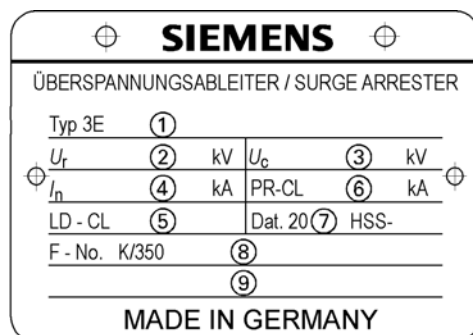 SIEMENS
ÜBERSPANNUNGSABLEITER / SURGE ARRESTER
Typ 3E ①
Ur ② kV Uc ③ kV
In ④ kA PR-CL ⑥ kA
LD - CL ⑤ Dat. 20⑦ HSS-
F - No. K/350 ⑧
⑨
MADE IN GERMANY